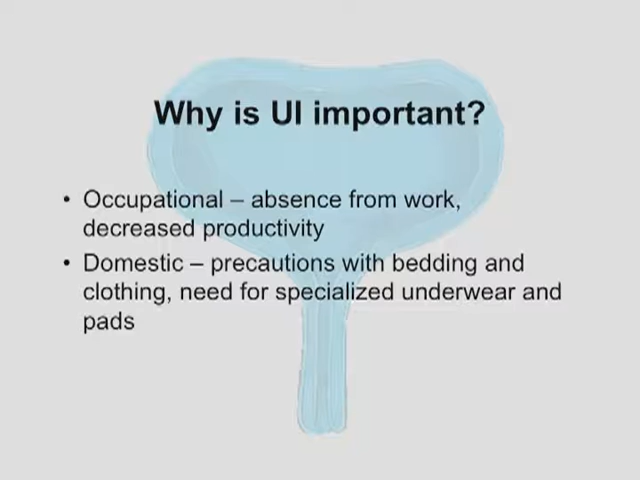 Why is UI important?
• Occupational – absence from work,
decreased productivity
• Domestic – precautions with bedding and
clothing, need for specialized underwear and
pads